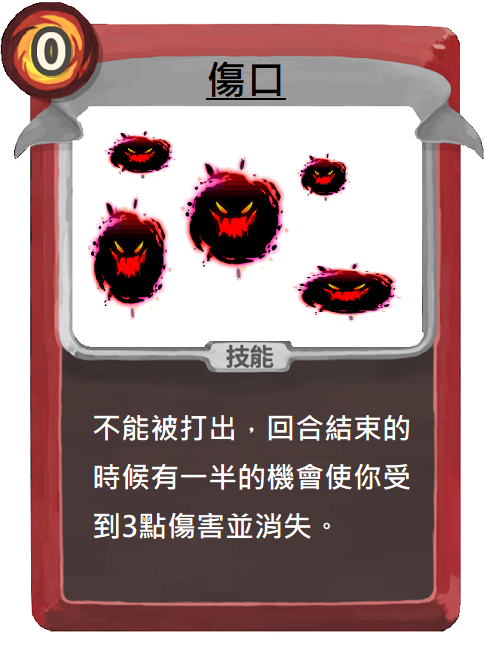 0
傷口
技能
不能被打出，回合結束的
時候有一半的機會使你受
到3點傷害並消失。